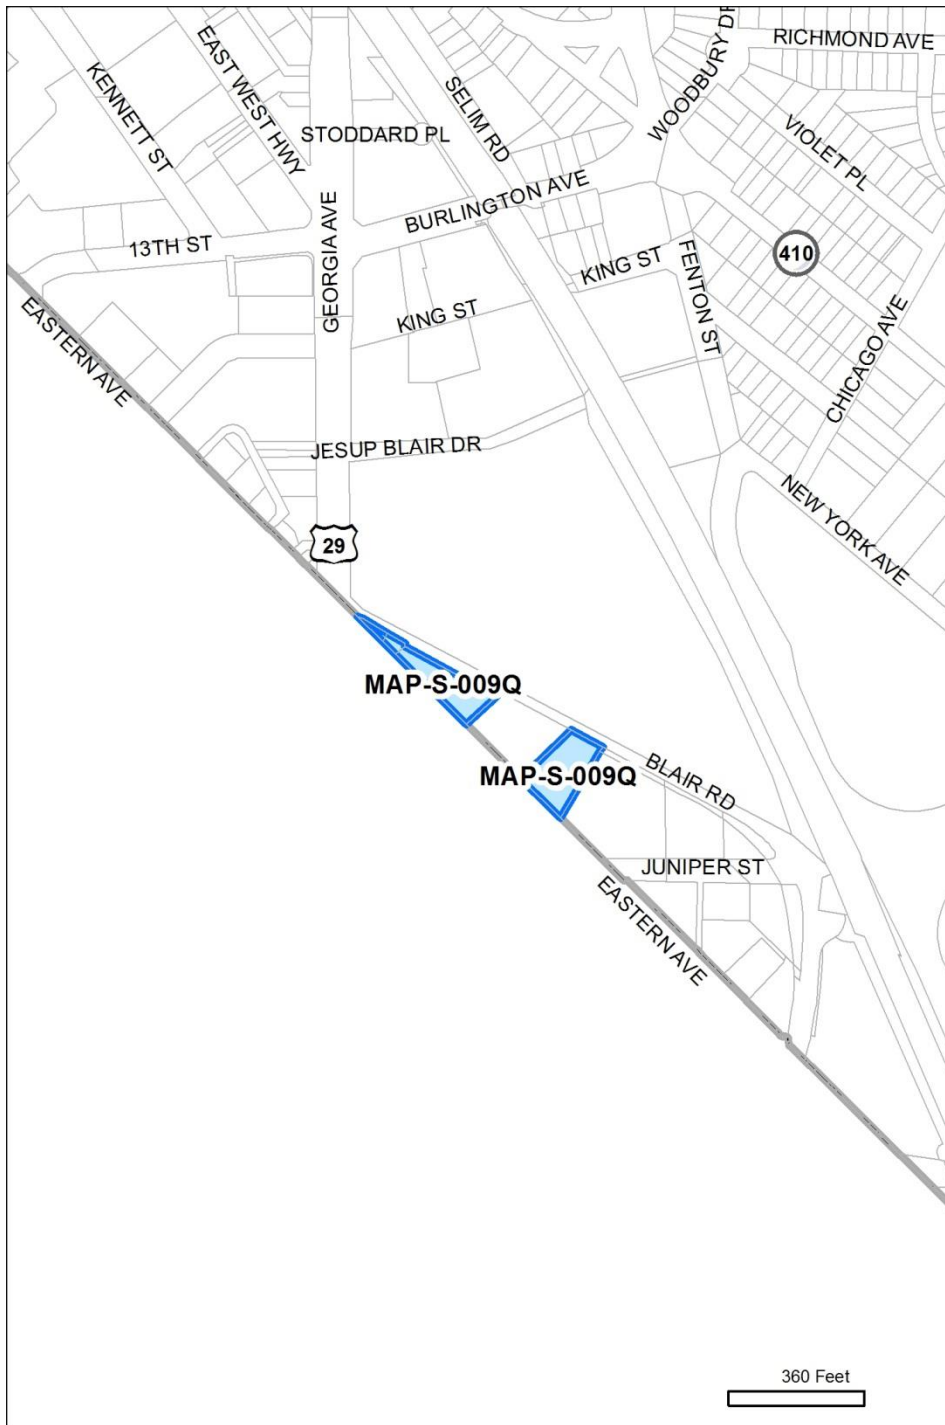 RICHMOND AVE
WOODBURY DR
EAST WEST HWY
KENNETT ST
SELIM RD
STODDARD PL
VIOLET PL
BURLINGTON AVE
GEORGIA AVE
13TH ST
410
KING ST
FENTON ST
KING ST
EASTERN AVE
CHICAGO AVE
JESUP BLAIR DR
NEW YORK AVE
29
MAP-S-009Q
MAP-S-009Q
BLAIR RD
JUNIPER ST
EASTERN AVE
360 Feet